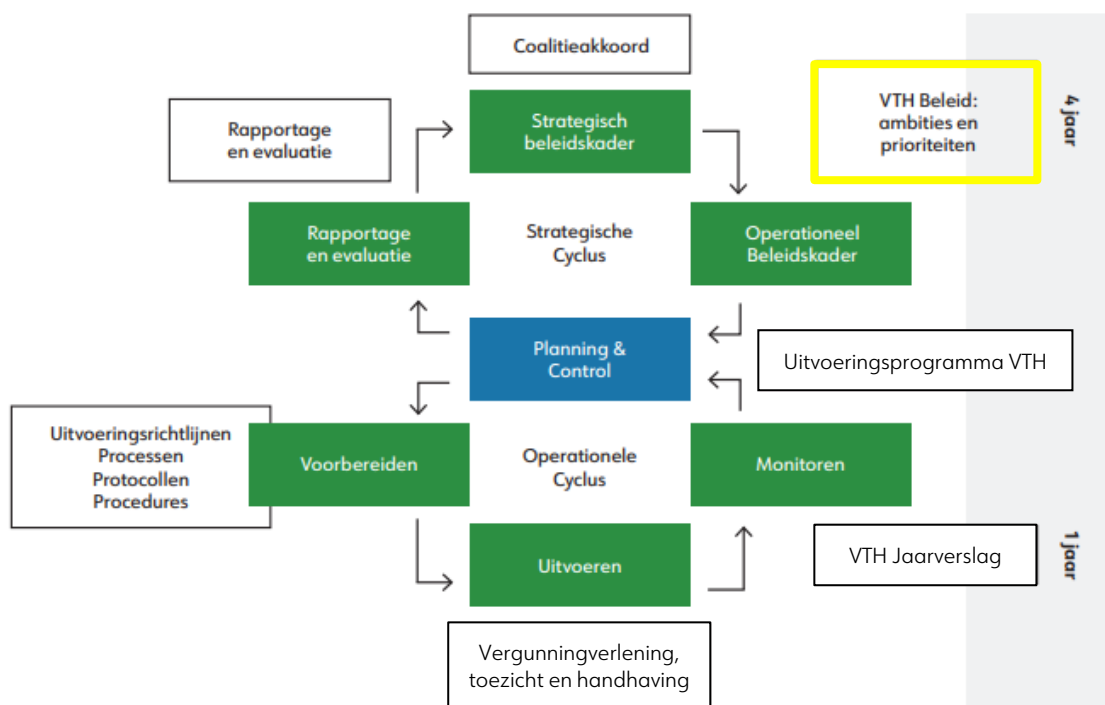 Coalitieakkoord
Rapportage
en evaluatie
Strategisch
beleidskader
VTH Beleid:
ambities en
prioriteiten
4 jaar
Rapportage
en evaluatie
Strategische
Cyclus
Operationeel
Beleidskader
Planning &
Control
Uitvoeringsprogramma VTH
Uitvoeringsrichtlijnen
Processen
Protocollen
Procedures
Voorbereiden
Operationele
Cyclus
Monitoren
Uitvoeren
VTH Jaarverslag
1 jaar
Vergunningverlening,
toezicht en handhaving